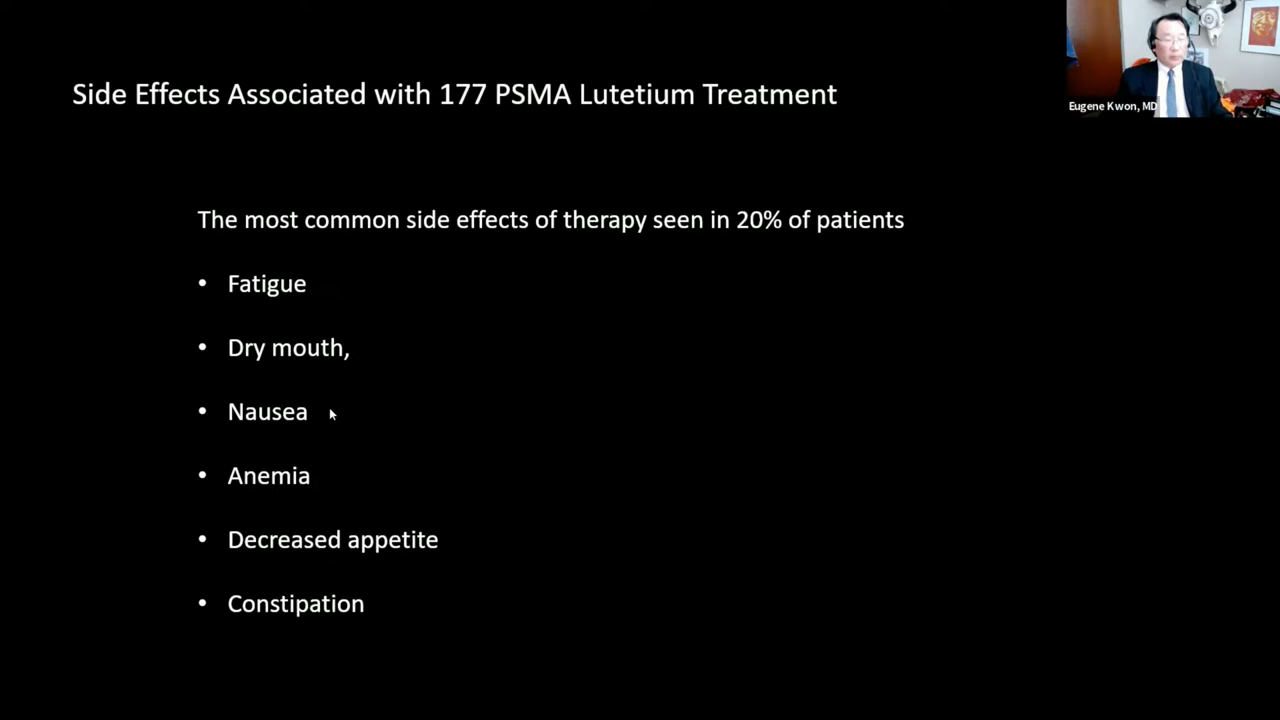 Side Effects Associated with 177 PSMA Lutetium Treatment
Eugene Kwon, MD
The most common side effects of therapy seen in 20% of patients
• Fatigue
• Dry mouth,
• Nausea
• Anemia
• Decreased appetite
• Constipation